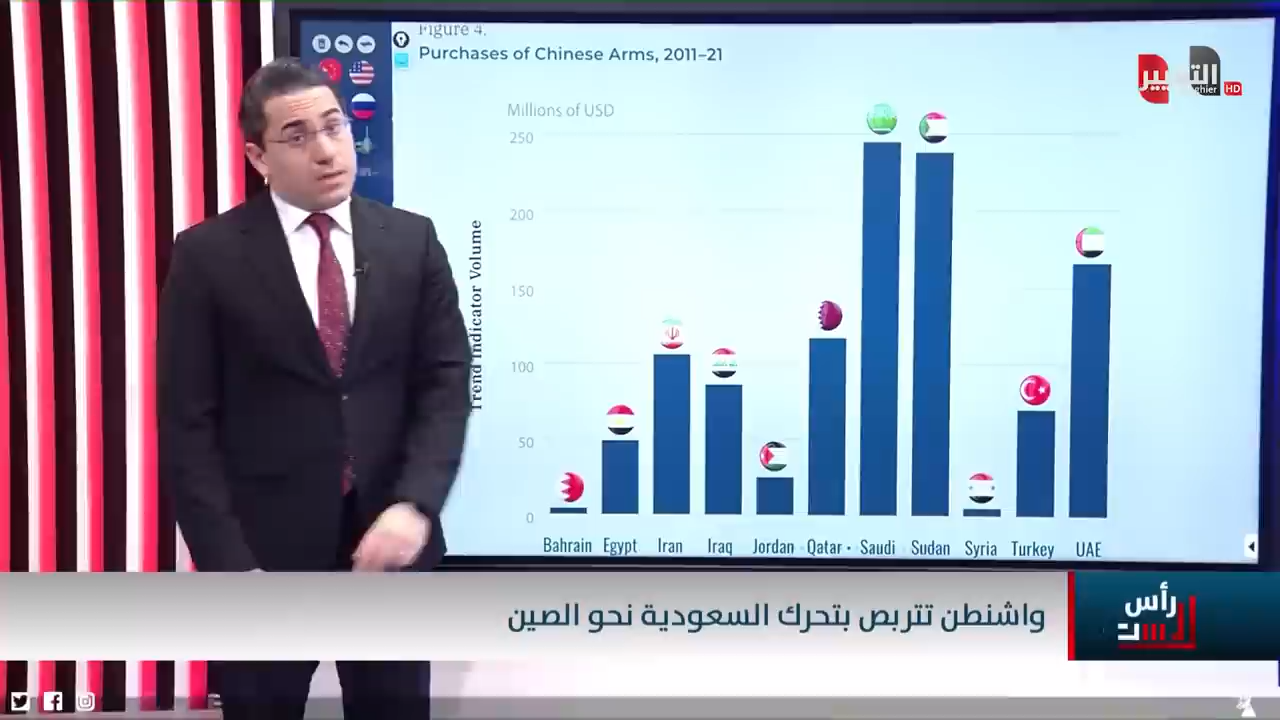 Figure 4.
Purchases of Chinese Arms, 2011–21
التغيير
ehier HD
Millions of USD
Trend Indicator Volume
250
200
150
100
50
0
Bahrain Egypt Iran Iraq Jordan Qatar Saudi Sudan Syria Turkey UAE
واشنطن تتربص بتحرك السعودية نحو الصين
رأس